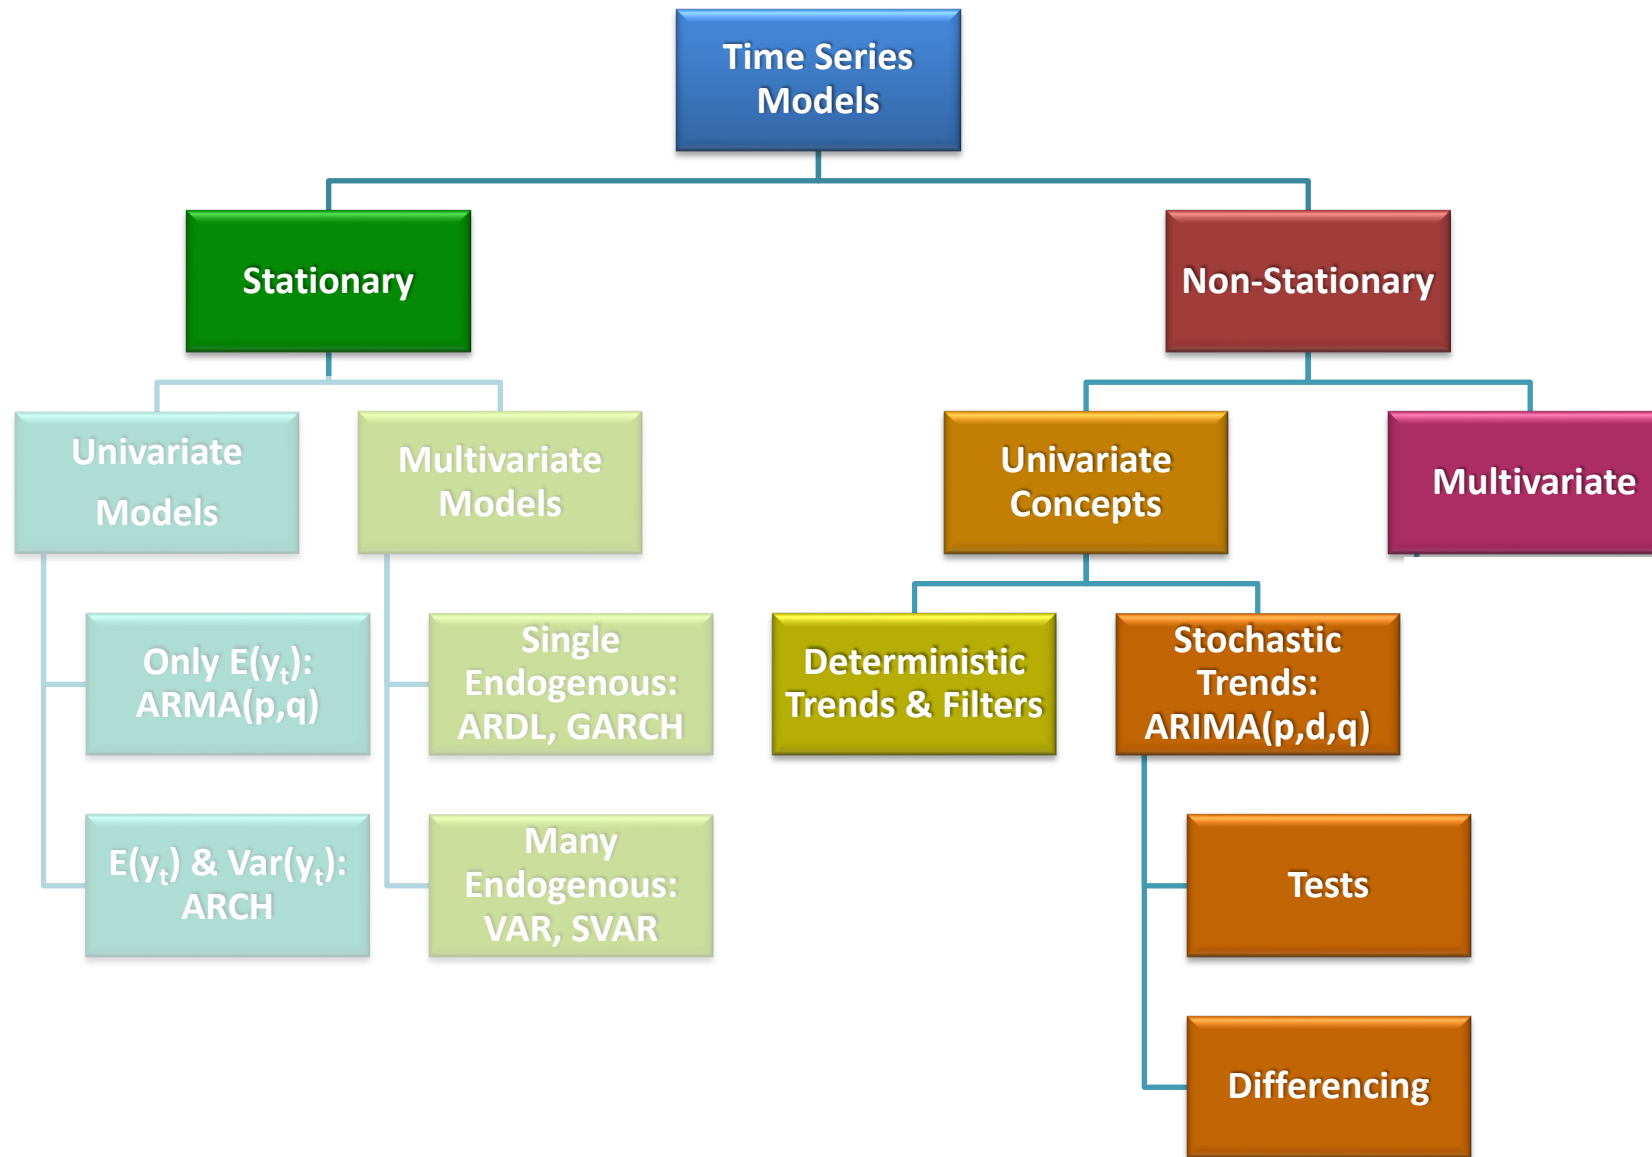 Time Series
Models
Stationary
Non-Stationary
Univariate
Models
Multivariate
Models
Univariate
Concepts
Multivariate
Only E(yₜ):
ARMA(p,q)
Single
Endogenous:
ARDL, GARCH
Deterministic
Trends & Filters
Stochastic
Trends:
ARIMA(p,d,q)
E(yₜ) & Var(yₜ):
ARCH
Many
Endogenous:
VAR, SVAR
Tests
Differencing